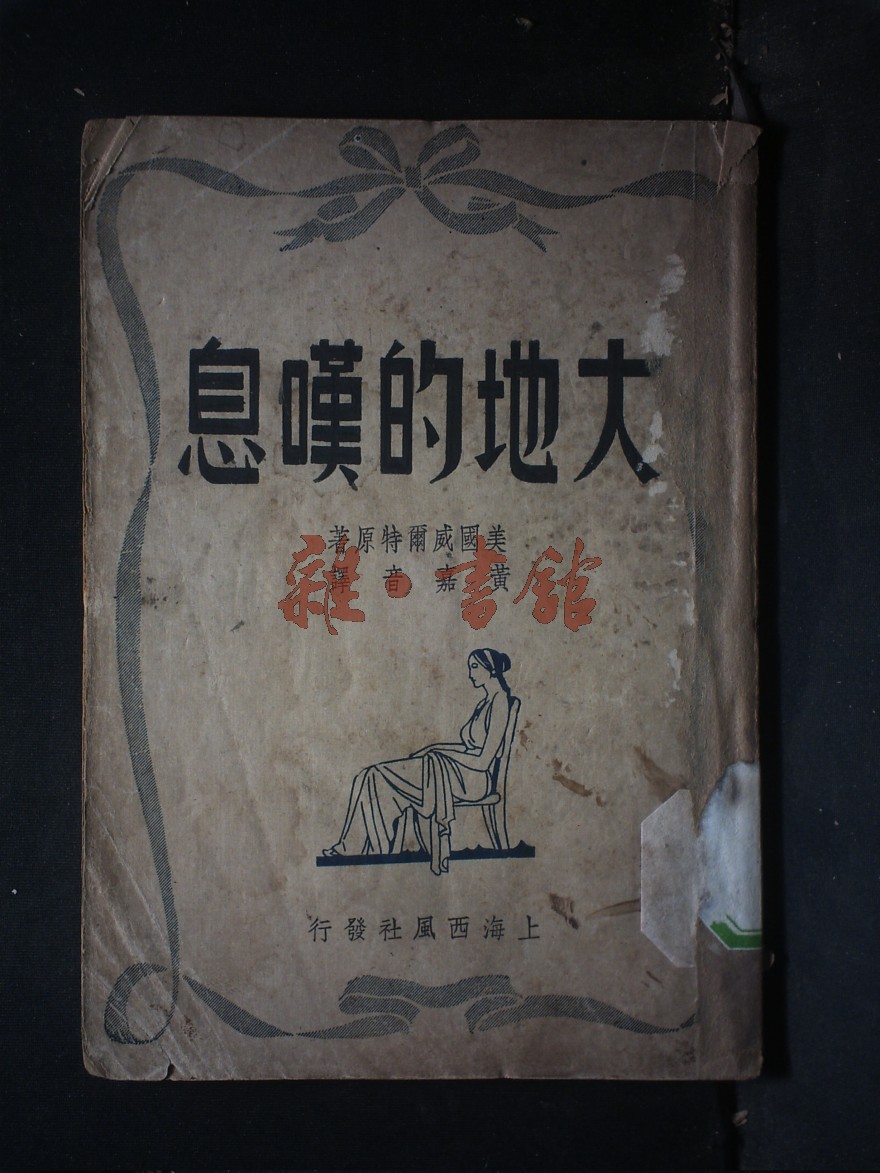 大地的嘆息
美國威爾特原著
黃嘉音譯
雜·書館
上海西風社發行